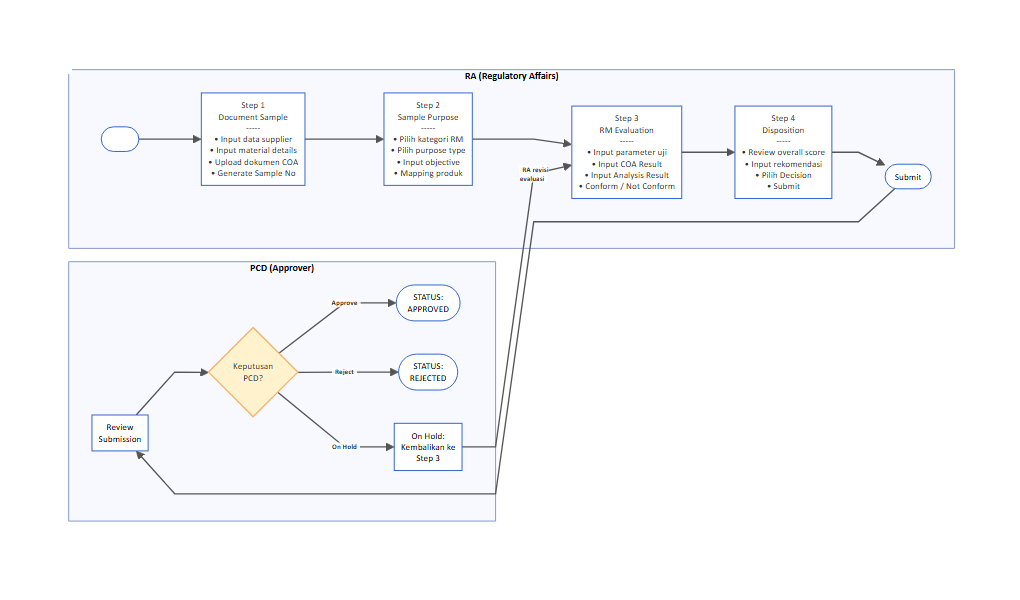 RA (Regulatory Affairs)
Step 1
Document Sample
-----
• Input data supplier
• Input material details
• Upload dokumen COA
• Generate Sample No
Step 2
Sample Purpose
-----
• Pilih kategori RM
• Pilih purpose type
• Input objective
• Mapping produk
Step 3
RM Evaluation
-----
• Input parameter uji
• Input COA Result
• Input Analysis Result
• Conform / Not Conform
Step 4
Disposition
-----
• Review overall score
• Input rekomendasi
• Pilih Decision
• Submit
Submit
RA revisi
evaluasi
PCD (Approver)
Review
Submission
Keputusan
PCD?
Approve
STATUS:
APPROVED
Reject
STATUS:
REJECTED
On Hold
On Hold:
Kembalikan ke
Step 3